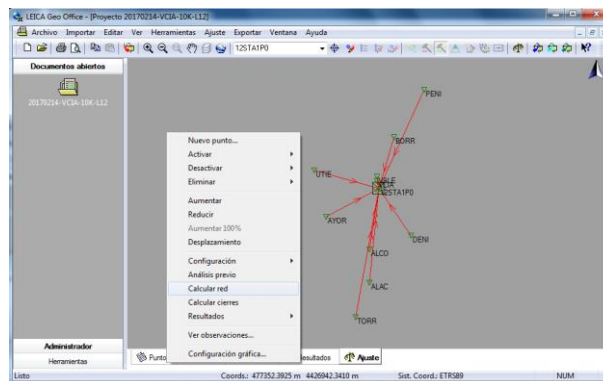 LEICA Geo Office - [Proyecto 20170214-VCIA-10K-L12]
Archivo Importar Editar Ver Herramientas Ajuste Exportar Ventana Ayuda
12STA1P0
Documentos abiertos
20170214-VCIA-10K-L12
PENI
BORR
UTIE
VALE
12STA1P0
AYOR
DENI
ALCO
ALAC
TORR
Nuevo punto...
Activar
Desactivar
Eliminar
Aumentar
Reducir
Aumentar 100%
Desplazamiento
Configuración
Análisis previo
Calcular red
Calcular cierres
Resultados
Ver observaciones...
Configuración gráfica...
Administrador
Herramientas
Ajuste
Listo
Coords.: 477352.3925 m 4426942.3410 m
Sist. Coord.: ETRS89
NUM